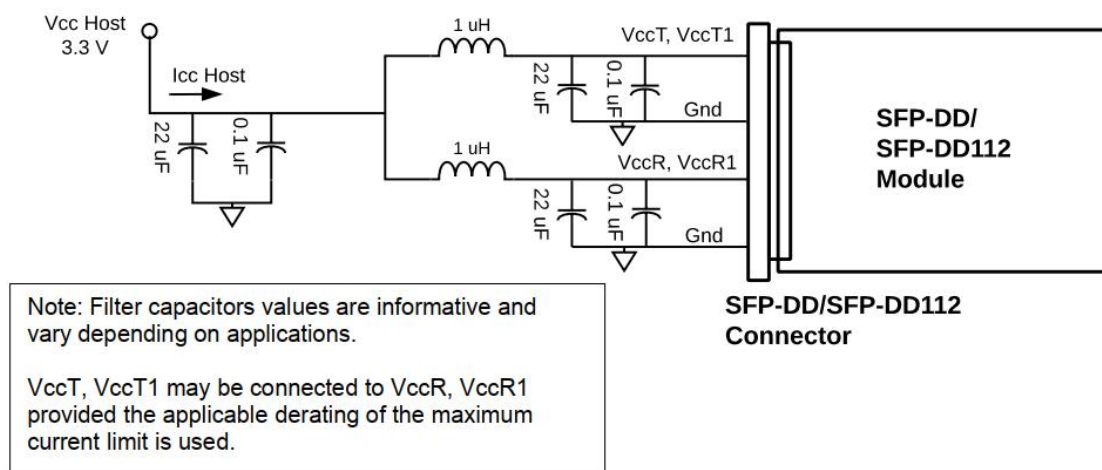 Vcc Host
3.3 V
Icc Host
22 uF
0.1 uF
1 uH
VccT, VccT1
22 uF
0.1 uF
Gnd
1 uH
VccR, VccR1
22 uF
0.1 uF
Gnd
SFP-DD/
SFP-DD112
Module
SFP-DD/SFP-DD112
Connector
Note: Filter capacitors values are informative and
vary depending on applications.
VccT, VccT1 may be connected to VccR, VccR1
provided the applicable derating of the maximum
current limit is used.